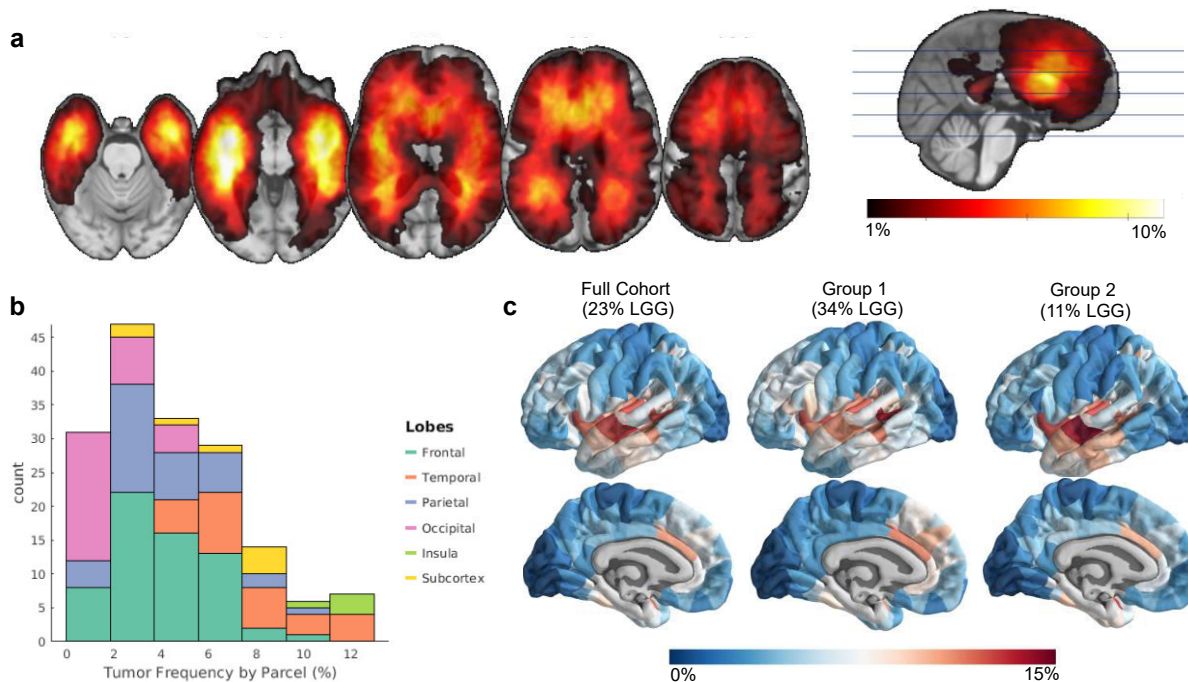 a
1%
10%
b
45
40
35
30
25
20
15
10
5
0
count
0 2 4 6 8 10 12
Tumor Frequency by Parcel (%)
Lobes
Frontal
Temporal
Parietal
Occipital
Insula
Subcortex
c
Full Cohort
(23% LGG)
Group 1
(34% LGG)
Group 2
(11% LGG)
0%
15%